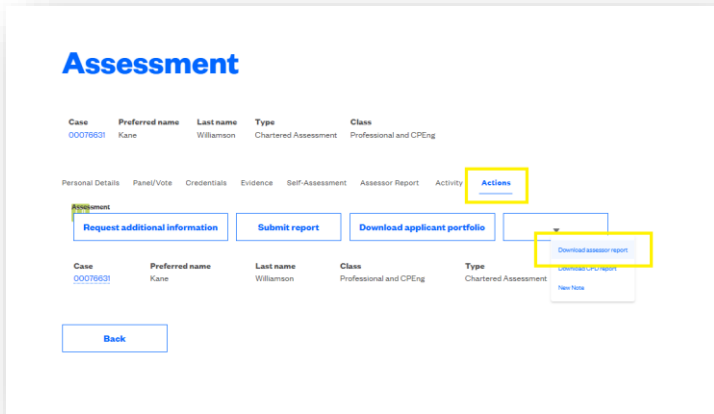 Assessment
Case Preferred name Last name Type Class
00076631 Kane Williamson Chartered Assessment Professional and CPEng
Personal Details Panel/Vote Credentials Evidence Self-Assessment Assessor Report Activity Actions
Assessment
Request additional information Submit report Download applicant portfolio
Download assessor report
Download CPD report
New Note
Case Preferred name Last name Class Type
00076631 Kane Williamson Professional and CPEng Chartered Assessment
Back